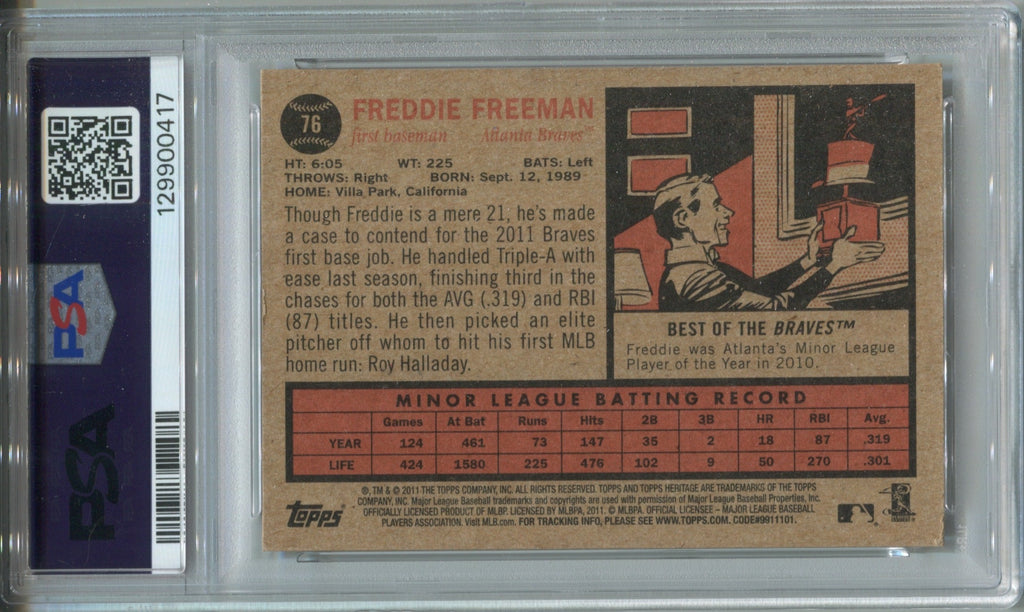 129900417
PSA
PSA
76
FREDDIE FREEMAN
first baseman Atlanta Braves™
HT: 6:05 WT: 225 BATS: Left
THROWS: Right BORN: Sept. 12, 1989
HOME: Villa Park, California
Though Freddie is a mere 21, he's made
a case to contend for the 2011 Braves
first base job. He handled Triple-A with
ease last season, finishing third in the
chases for both the AVG (.319) and RBI
(87) titles. He then picked an elite
pitcher off whom to hit his first MLB
home run: Roy Halladay.
BEST OF THE BRAVES™
Freddie was Atlanta's Minor League
Player of the Year in 2010.
MINOR LEAGUE BATTING RECORD
Games At Bat Runs Hits 2B 3B HR RBI Avg.
YEAR 124 461 73 147 35 2 18 87 .319
LIFE 424 1580 225 476 102 9 50 270 .301
®, TM & © 2011 THE TOPPS COMPANY, INC. ALL RIGHTS RESERVED. TOPPS AND TOPPS HERITAGE ARE TRADEMARKS OF THE TOPPS
COMPANY, INC. Major League Baseball trademarks and copyrights are used with permission of Major League Baseball Properties, Inc.
OFFICIALLY LICENSED PRODUCT OF MLBP. LICENSED BY MLBPA, 2011. © MLBPA. OFFICIAL LICENSEE – MAJOR LEAGUE BASEBALL
PLAYERS ASSOCIATION. Visit MLB.com. FOR TRACKING INFO, PLEASE SEE WWW.TOPPS.COM. CODE#9911101.
Topps